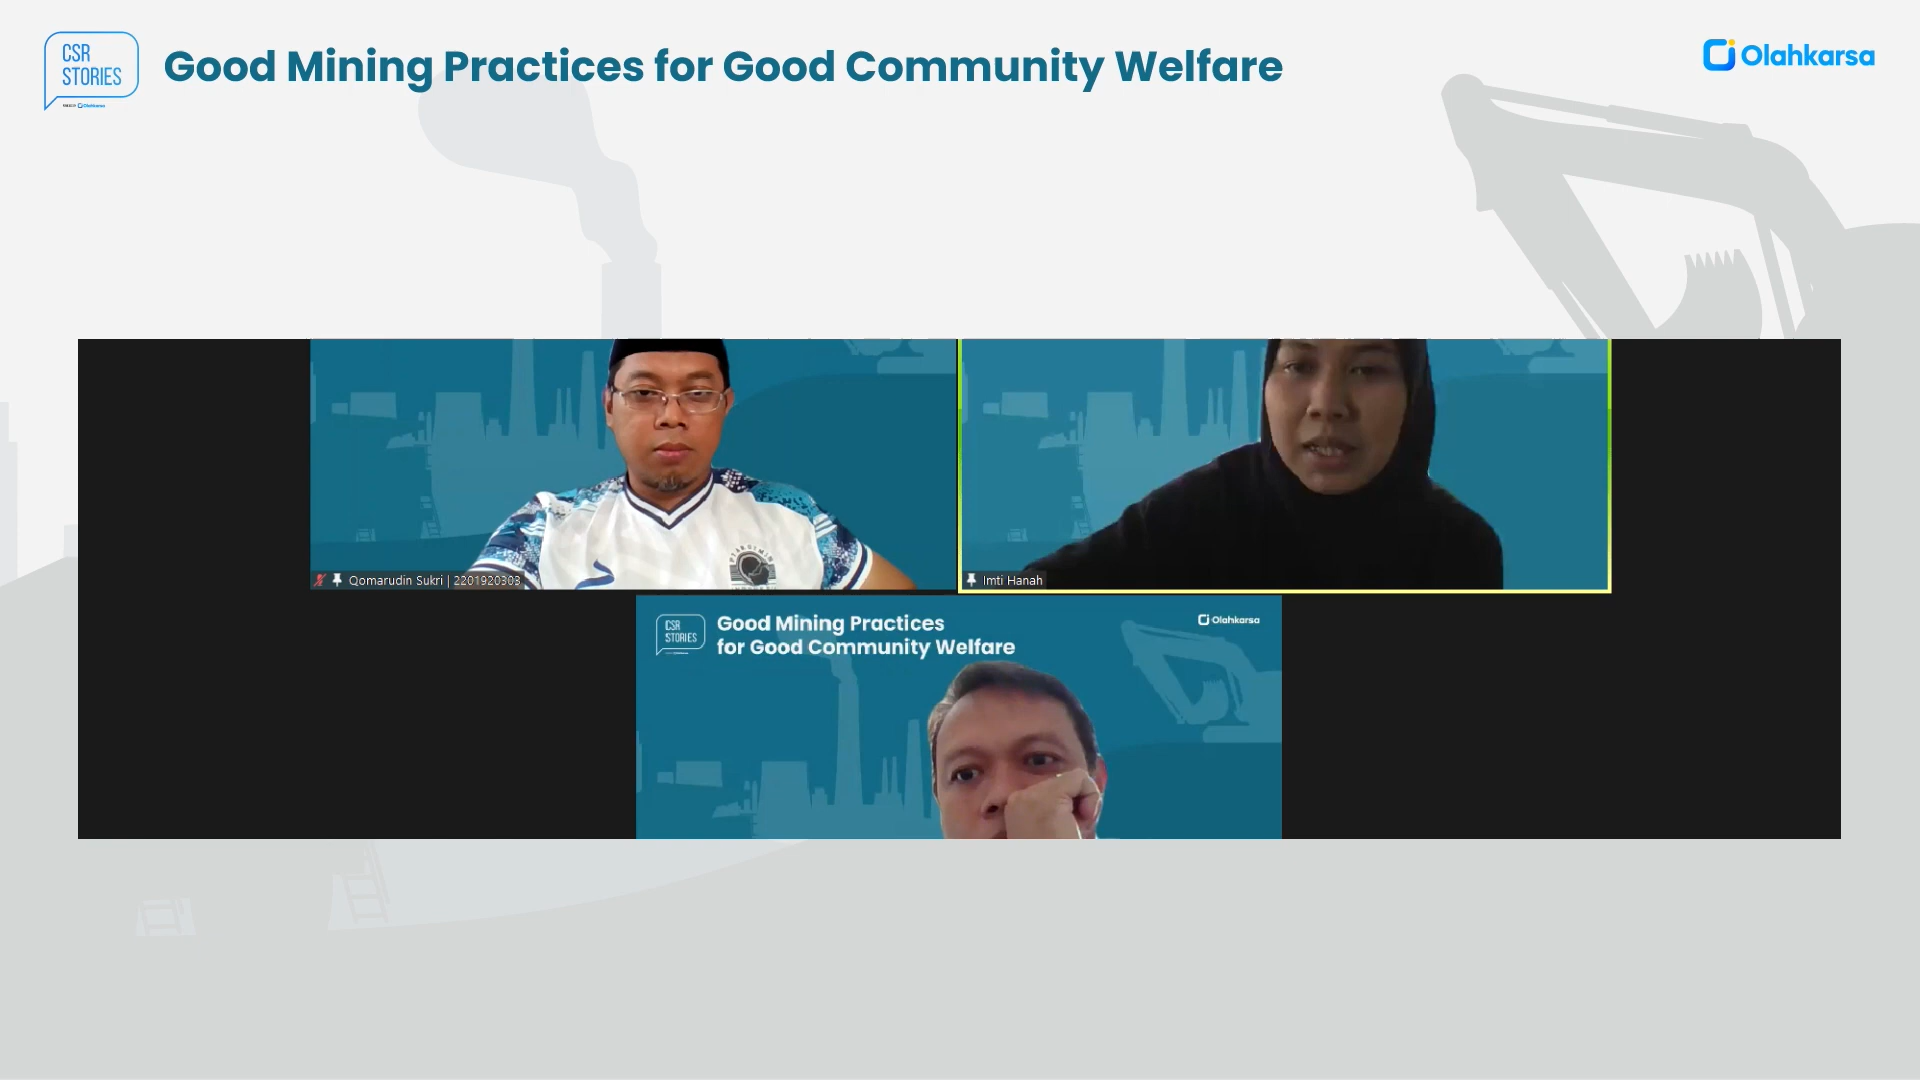 CSR
STORIES
Good Mining Practices for Good Community Welfare
Olahkarsa
Olahkarsa
Qomarudin Sukri | 2201920303
Imti Hanah
CSR
STORIES
Good Mining Practices
for Good Community Welfare
Olahkarsa